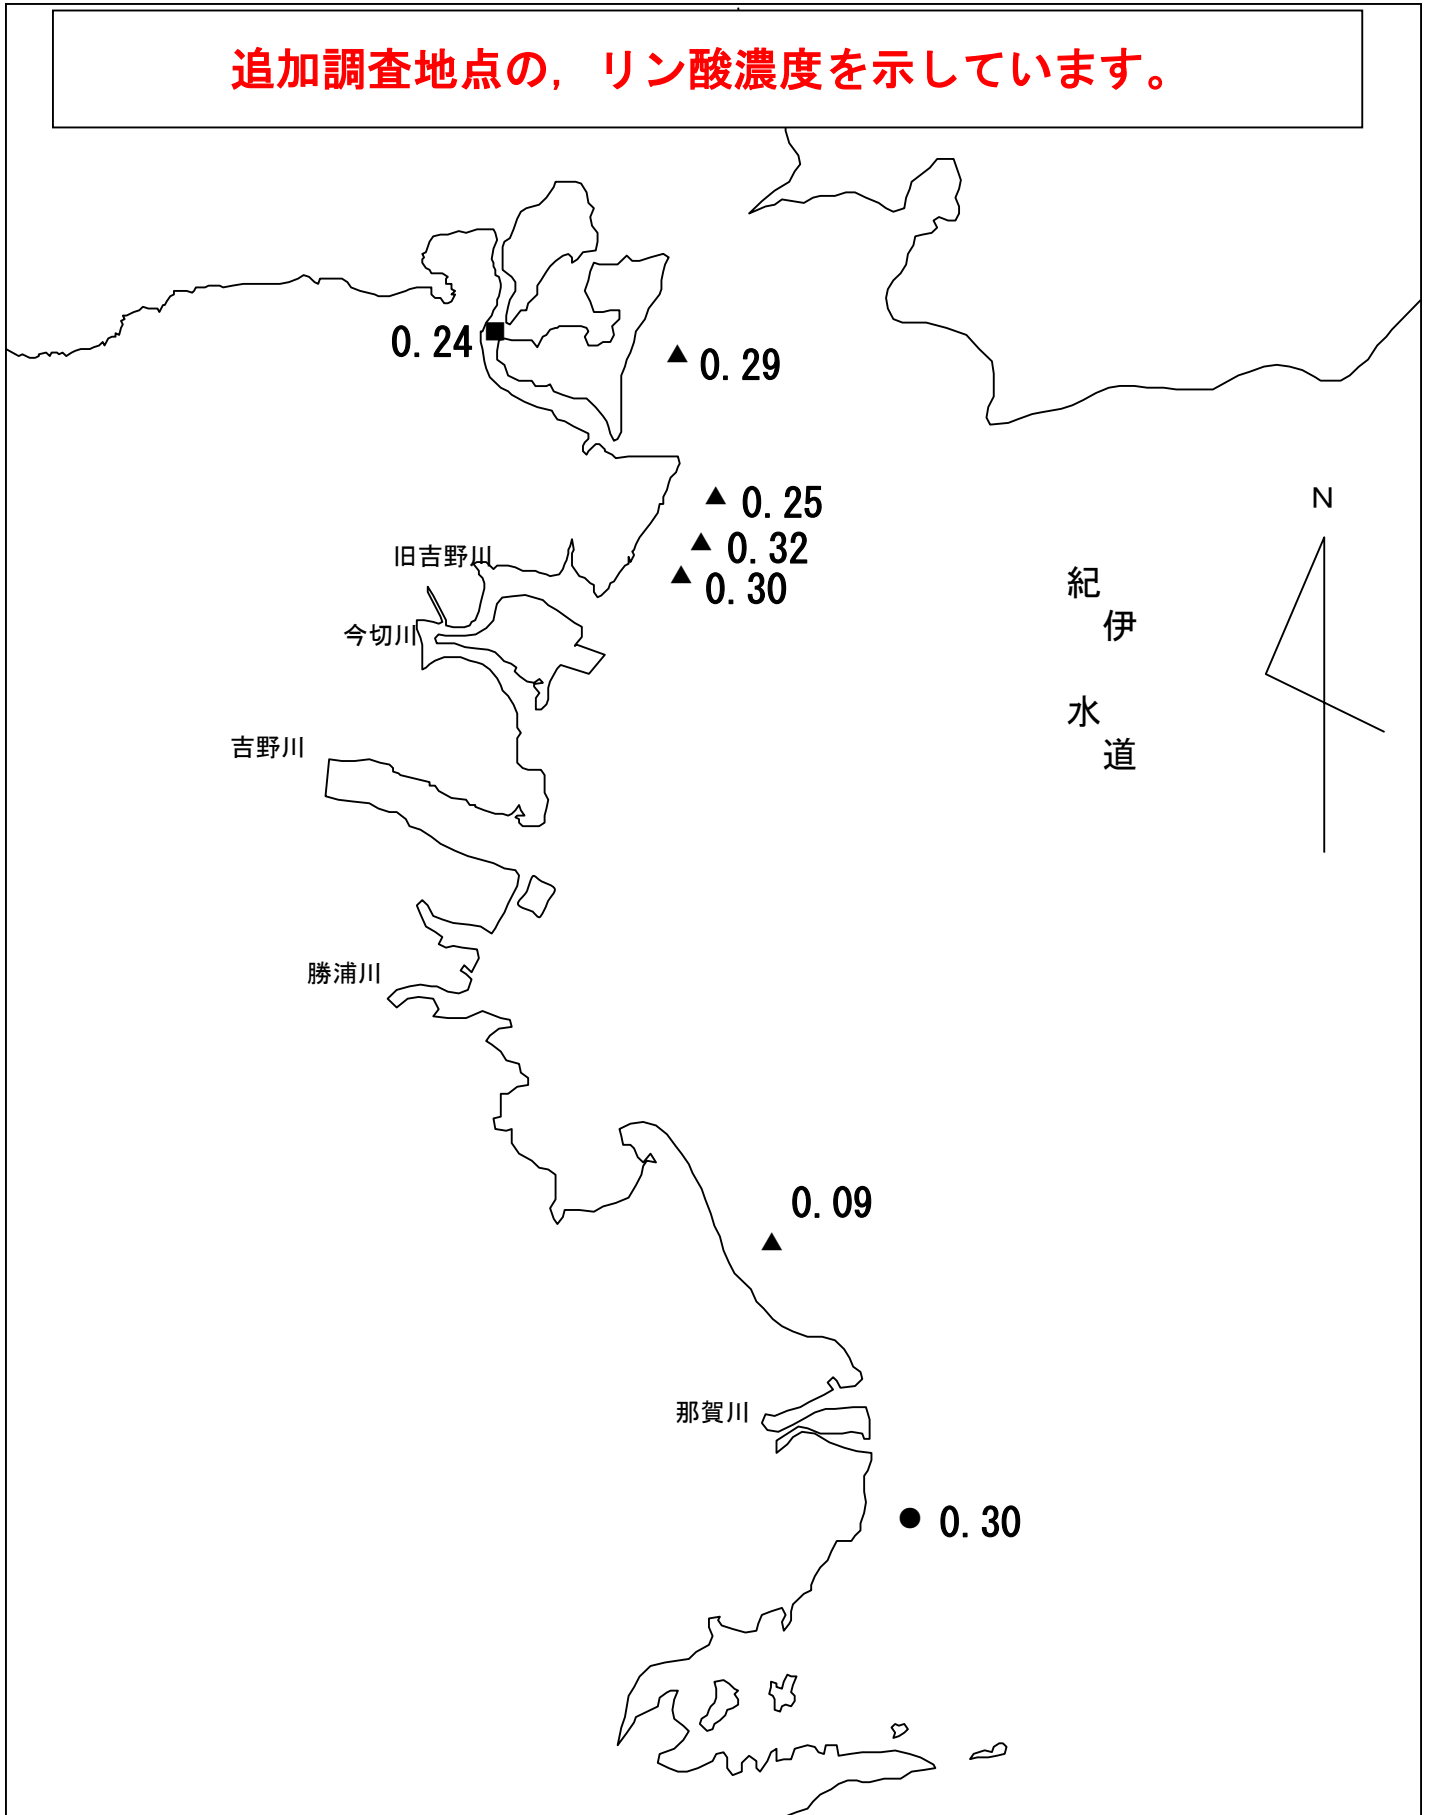 追加調査地点の，リン酸濃度を示しています。
0.24
0.29
0.25
N
0.32
旧吉野川
0.30
紀
伊
今切川
水
道
吉野川
勝浦川
0.09
那賀川
0.30